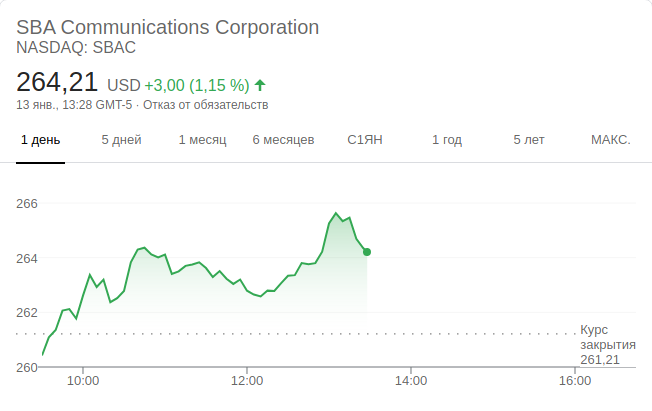 SBA Communications Corporation
NASDAQ: SBAC
264,21 USD +3,00 (1,15 %)
13 янв., 13:28 GMT-5 · Отказ от обязательств
1 день 5 дней 1 месяц 6 месяцев С1ЯН 1 год 5 лет МАКС.
266
264
262
Курс
закрытия
261,21
260
10:00 12:00 14:00 16:00